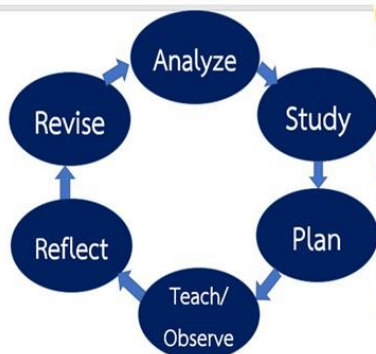 Analyze
Study
Plan
Teach/
Observe
Reflect
Revise